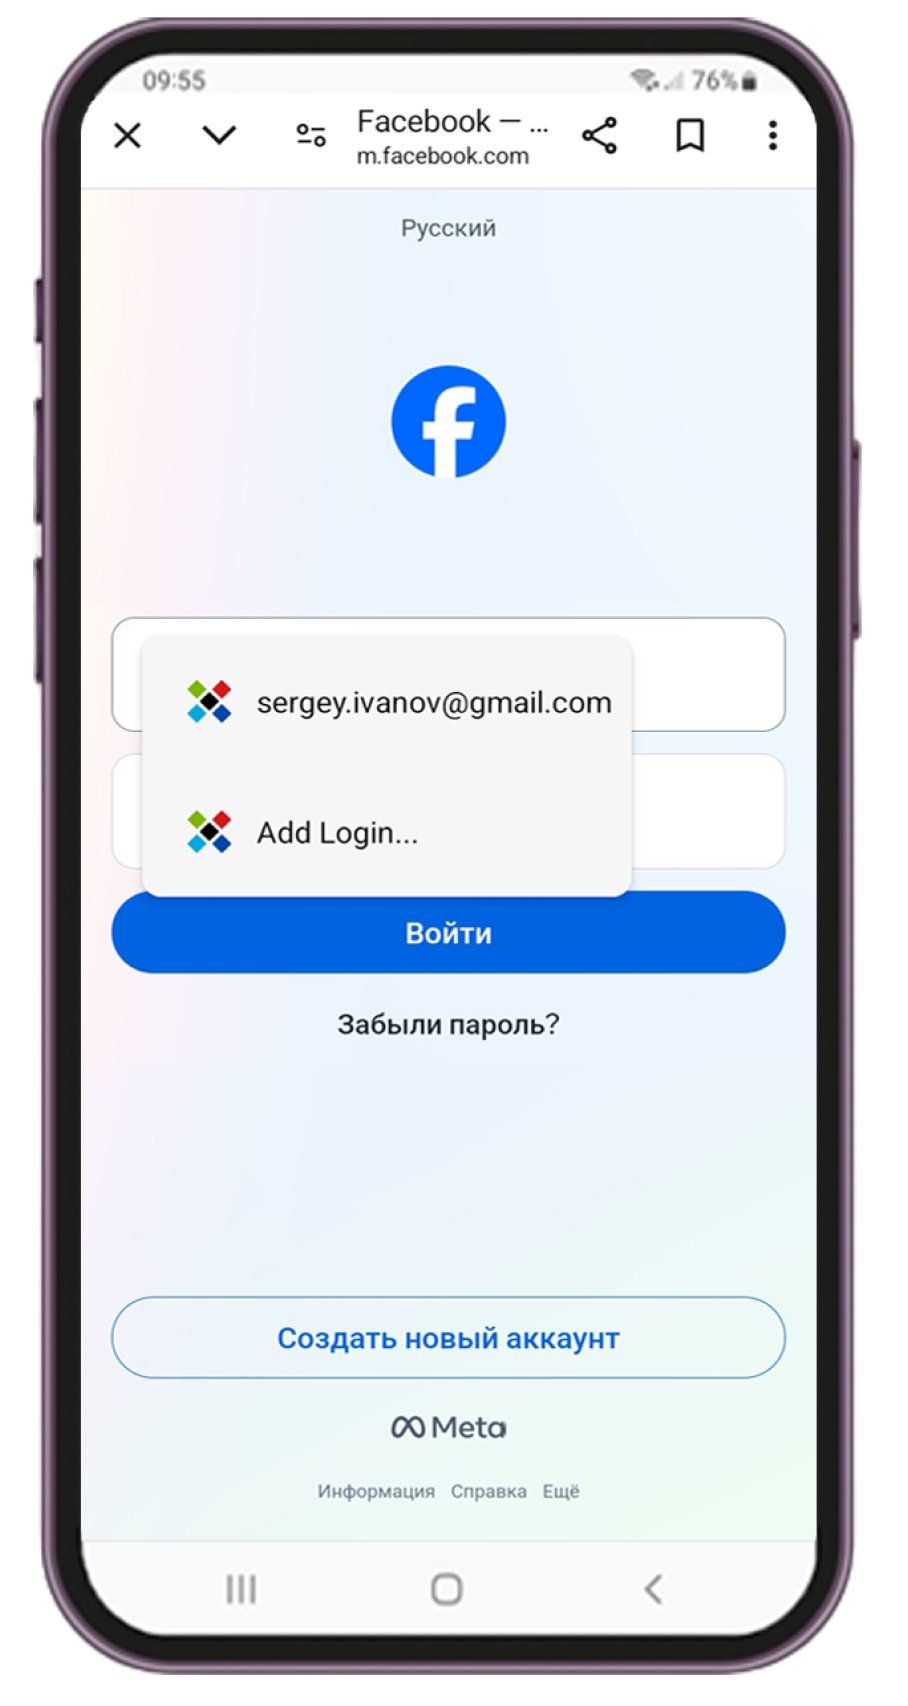 09:55
76%
Facebook — ...
m.facebook.com
Русский
sergey.ivanov@gmail.com
Add Login...
Войти
Забыли пароль?
Создать новый аккаунт
Meta
Информация Справка Ещё